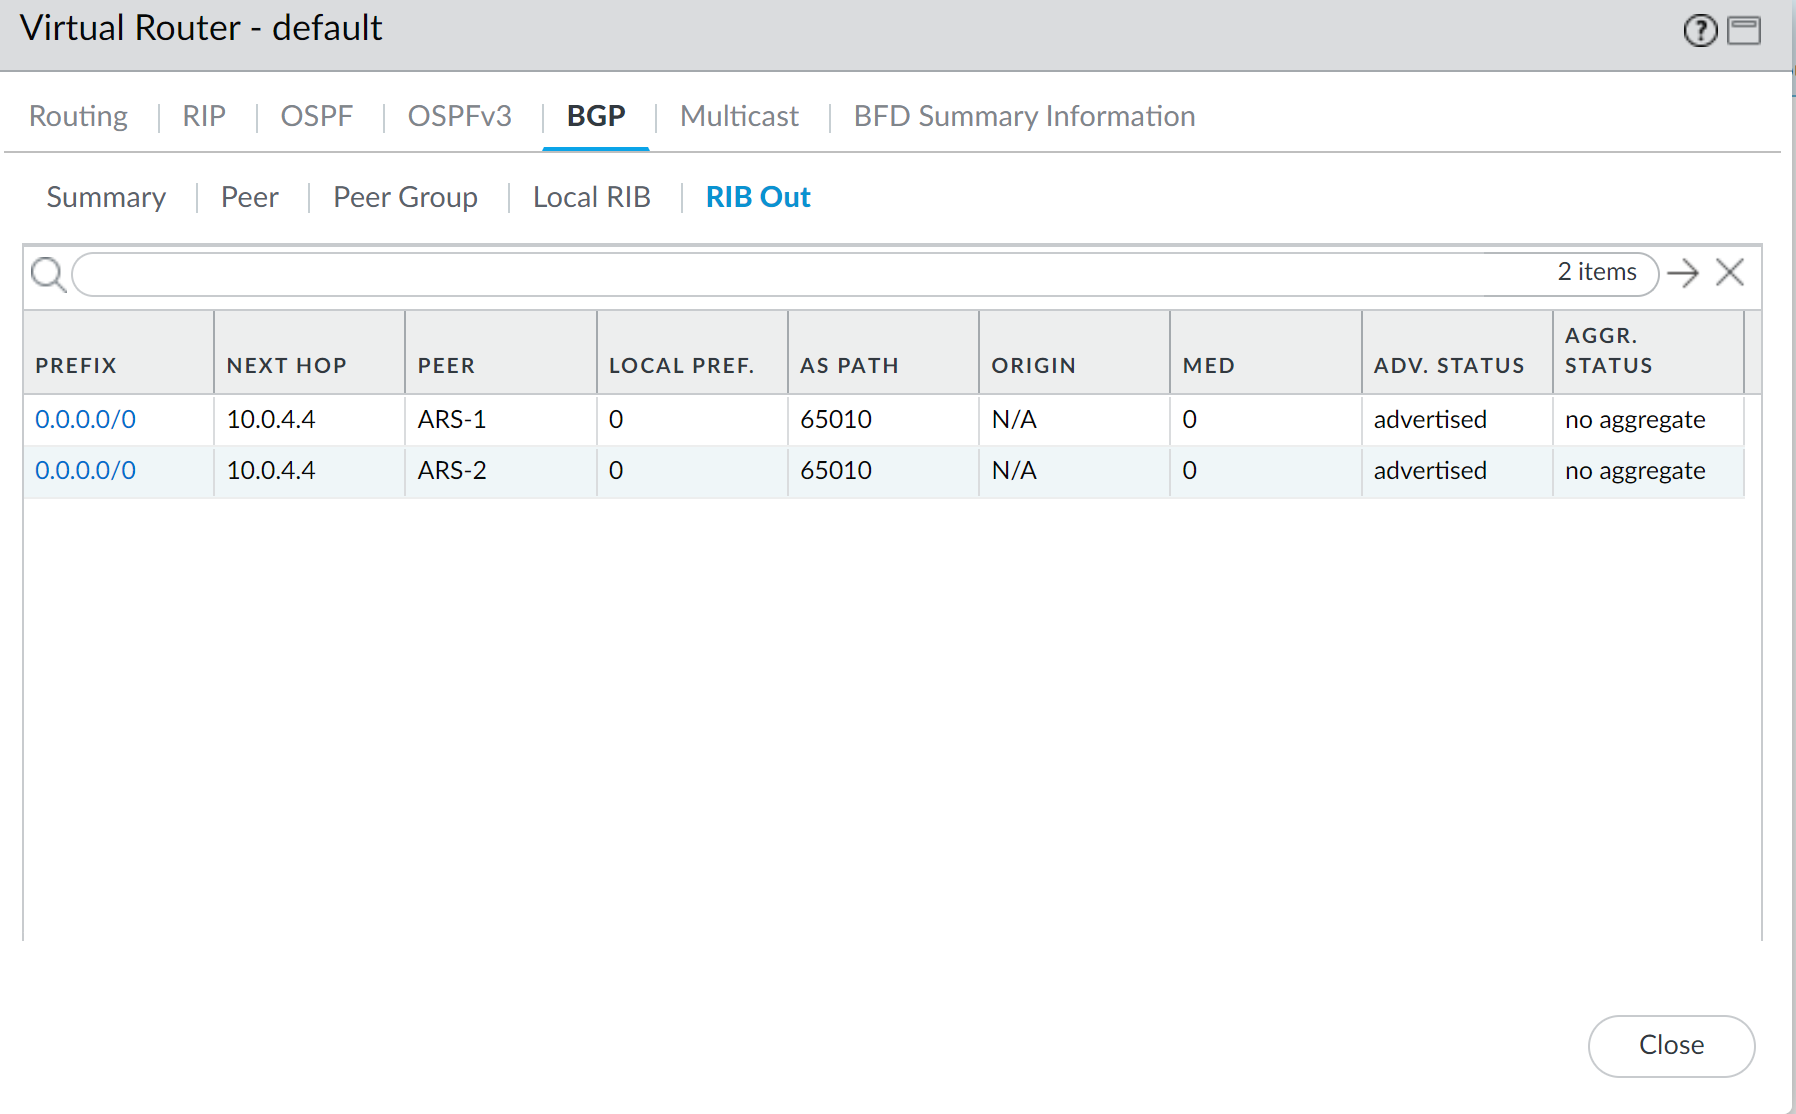 Virtual Router - default
Routing RIP OSPF OSPFv3 BGP Multicast BFD Summary Information
Summary Peer Peer Group Local RIB RIB Out
2 items
PREFIX NEXT HOP PEER LOCAL PREF. AS PATH ORIGIN MED ADV. STATUS AGGR. STATUS
0.0.0.0/0 10.0.4.4 ARS-1 0 65010 N/A 0 advertised no aggregate
0.0.0.0/0 10.0.4.4 ARS-2 0 65010 N/A 0 advertised no aggregate
Close